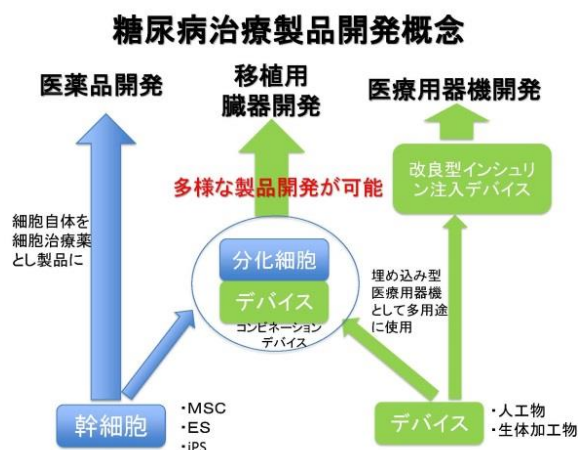 糖尿病治療製品開発概念
医薬品開発
移植用
臓器開発
医療用器機開発
多様な製品開発が可能
改良型インシュリ
ン注入デバイス
細胞自体を
細胞治療薬
とし製品に
分化細胞
デバイス
コンビネーション
デバイス
埋め込み型
医療用器機
として多用途
に使用
幹細胞
・MSC
・ES
・iPS
デバイス
・人工物
・生体加工物